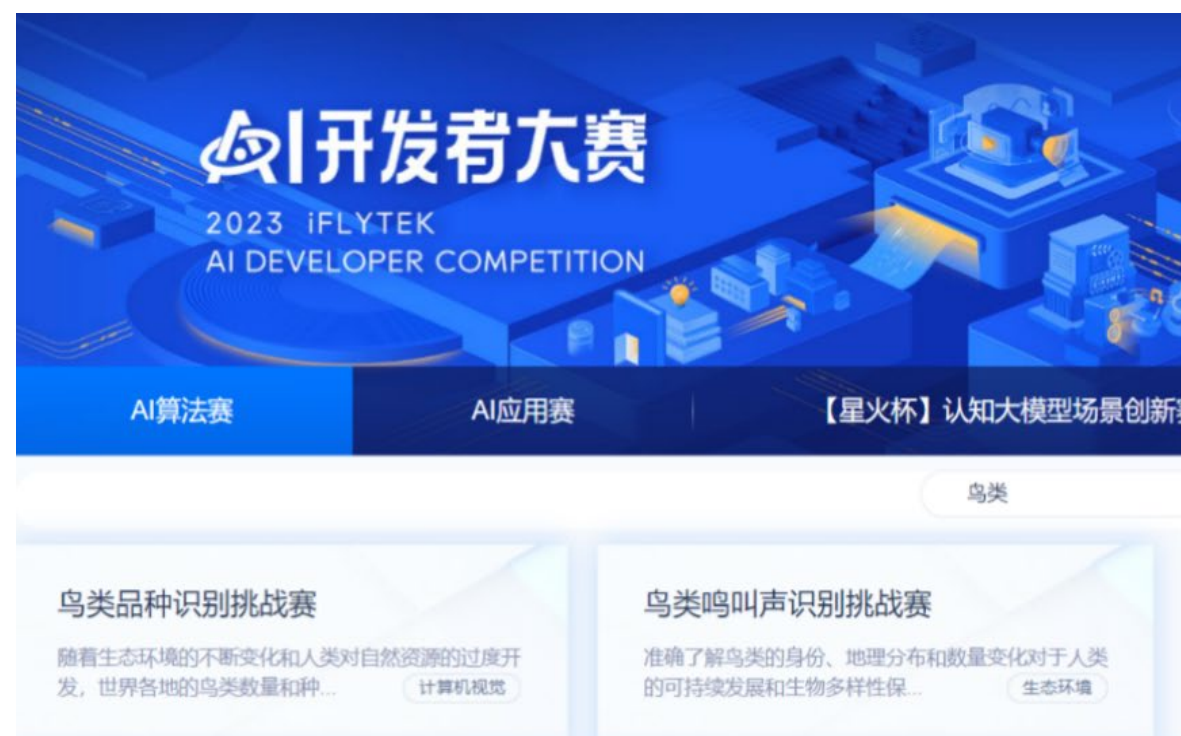 AI开发者大赛
2023 iFLYTEK
AI DEVELOPER COMPETITION
AI算法赛
AI应用赛
【星火杯】认知大模型场景创新
鸟类
鸟类品种识别挑战赛
随着生态环境的不断变化和人类对自然资源的过度开
发，世界各地的鸟类数量和种...
计算机视觉
鸟类鸣叫声识别挑战赛
准确了解鸟类的身份、地理分布和数量变化对于人类
的可持续发展和生物多样性保...
生态环境